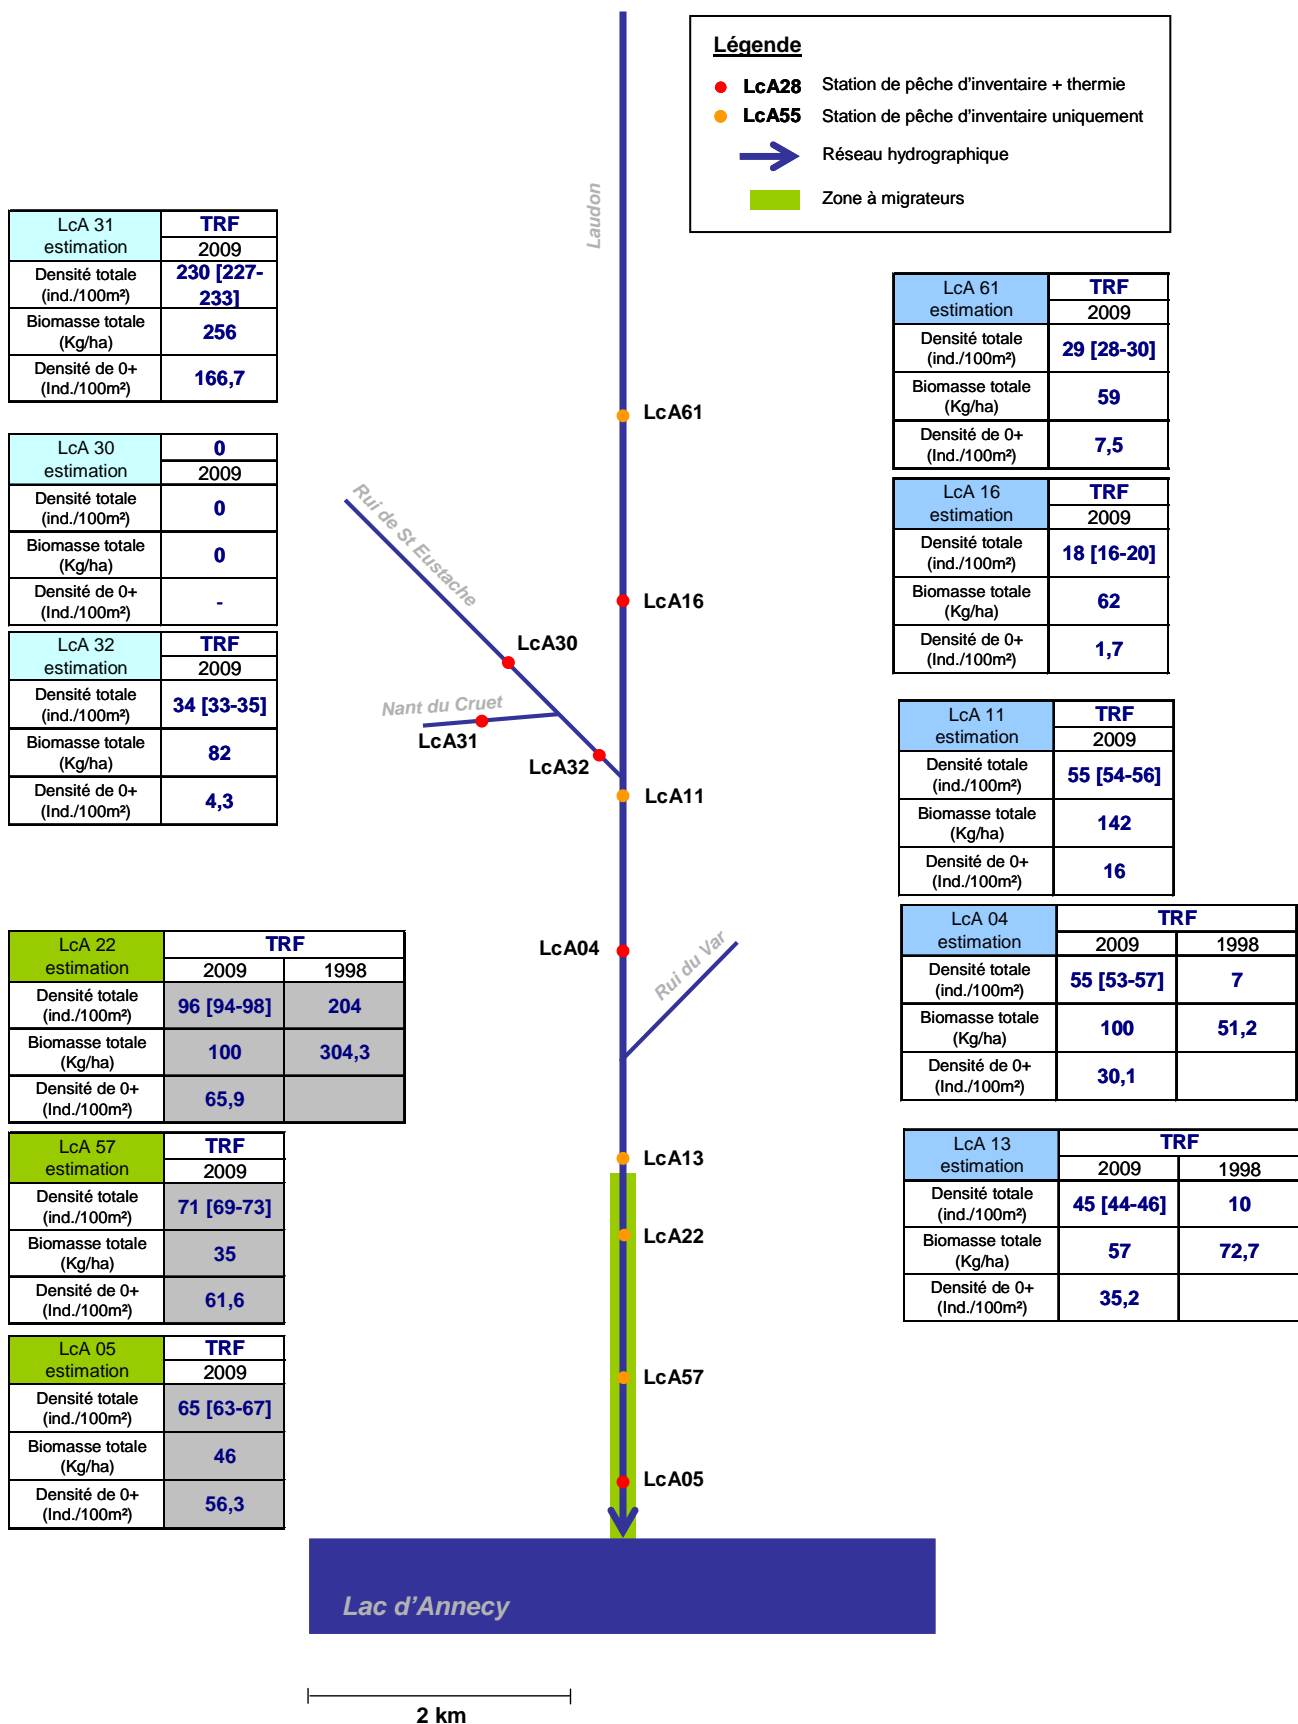 Légende
LcA28 Station de pêche d'inventaire + thermie
LcA55 Station de pêche d'inventaire uniquement
Réseau hydrographique
Zone à migrateurs
Laudon
LcA 31 estimation TRF
2009
Densité totale (ind./100m²) 230 [227-233]
Biomasse totale (Kg/ha) 256
Densité de 0+ (Ind./100m²) 166,7
LcA 30 estimation 0
2009
Densité totale (ind./100m²) 0
Biomasse totale (Kg/ha) 0
Densité de 0+ (Ind./100m²) -
LcA 32 estimation TRF
2009
Densité totale (ind./100m²) 34 [33-35]
Biomasse totale (Kg/ha) 82
Densité de 0+ (Ind./100m²) 4,3
LcA 61 estimation TRF
2009
Densité totale (ind./100m²) 29 [28-30]
Biomasse totale (Kg/ha) 59
Densité de 0+ (Ind./100m²) 7,5
LcA 16 estimation TRF
2009
Densité totale (ind./100m²) 18 [16-20]
Biomasse totale (Kg/ha) 62
Densité de 0+ (Ind./100m²) 1,7
LcA 11 estimation TRF
2009
Densité totale (ind./100m²) 55 [54-56]
Biomasse totale (Kg/ha) 142
Densité de 0+ (Ind./100m²) 16
LcA 04 estimation TRF
2009 1998
Densité totale (ind./100m²) 55 [53-57] 7
Biomasse totale (Kg/ha) 100 51,2
Densité de 0+ (Ind./100m²) 30,1
LcA 13 estimation TRF
2009 1998
Densité totale (ind./100m²) 45 [44-46] 10
Biomasse totale (Kg/ha) 57 72,7
Densité de 0+ (Ind./100m²) 35,2
LcA 22 estimation TRF
2009 1998
Densité totale (ind./100m²) 96 [94-98] 204
Biomasse totale (Kg/ha) 100 304,3
Densité de 0+ (Ind./100m²) 65,9
LcA 57 estimation TRF
2009
Densité totale (ind./100m²) 71 [69-73]
Biomasse totale (Kg/ha) 35
Densité de 0+ (Ind./100m²) 61,6
LcA 05 estimation TRF
2009
Densité totale (ind./100m²) 65 [63-67]
Biomasse totale (Kg/ha) 46
Densité de 0+ (Ind./100m²) 56,3
LcA61
Rui de St Eustache
LcA16
LcA30
Nant du Cruet
LcA31
LcA32
LcA11
LcA04
Rui du Var
LcA13
LcA22
LcA57
LcA05
Lac d'Annecy
2 km